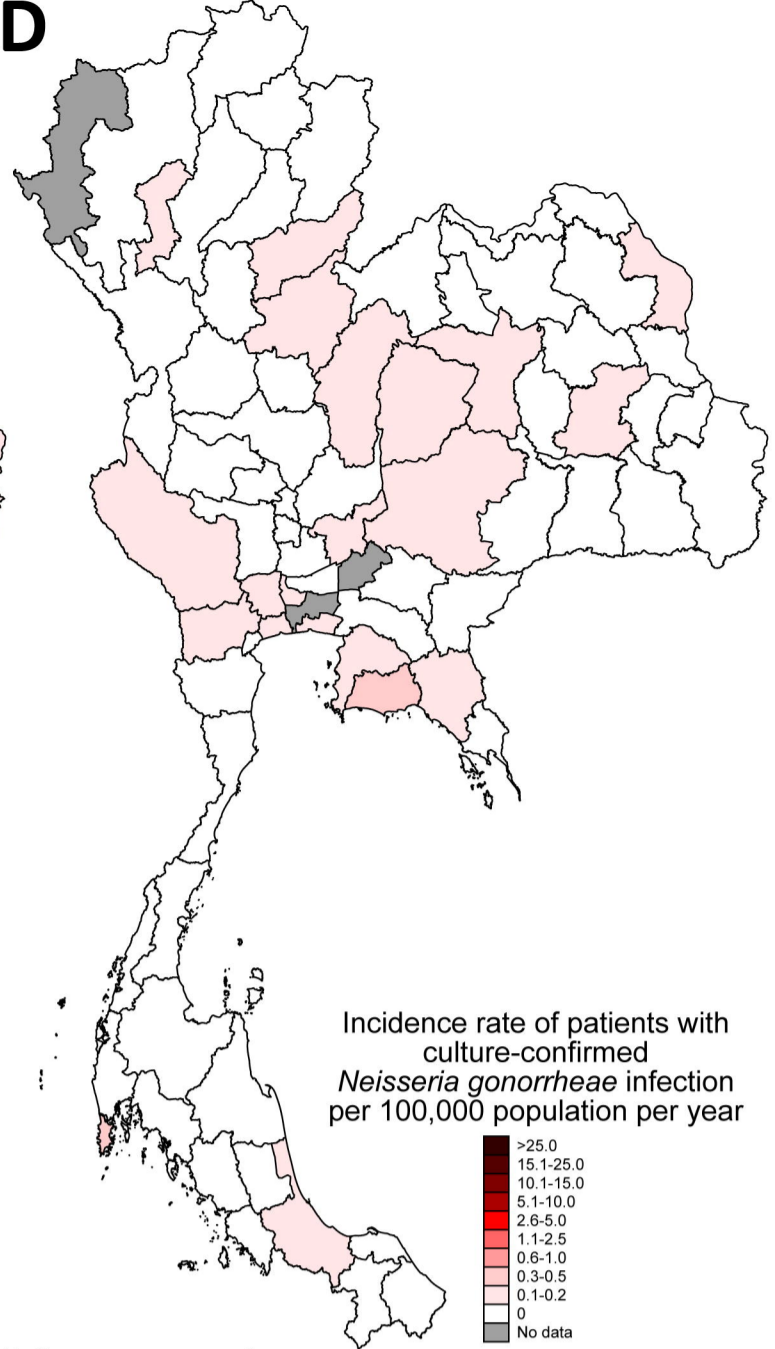 D
Incidence rate of patients with
culture-confirmed
Neisseria gonorrheae infection
per 100,000 population per year
>25.0
15.1-25.0
10.1-15.0
5.1-10.0
2.6-5.0
1.1-2.5
0.6-1.0
0.3-0.5
0.1-0.2
0
No data